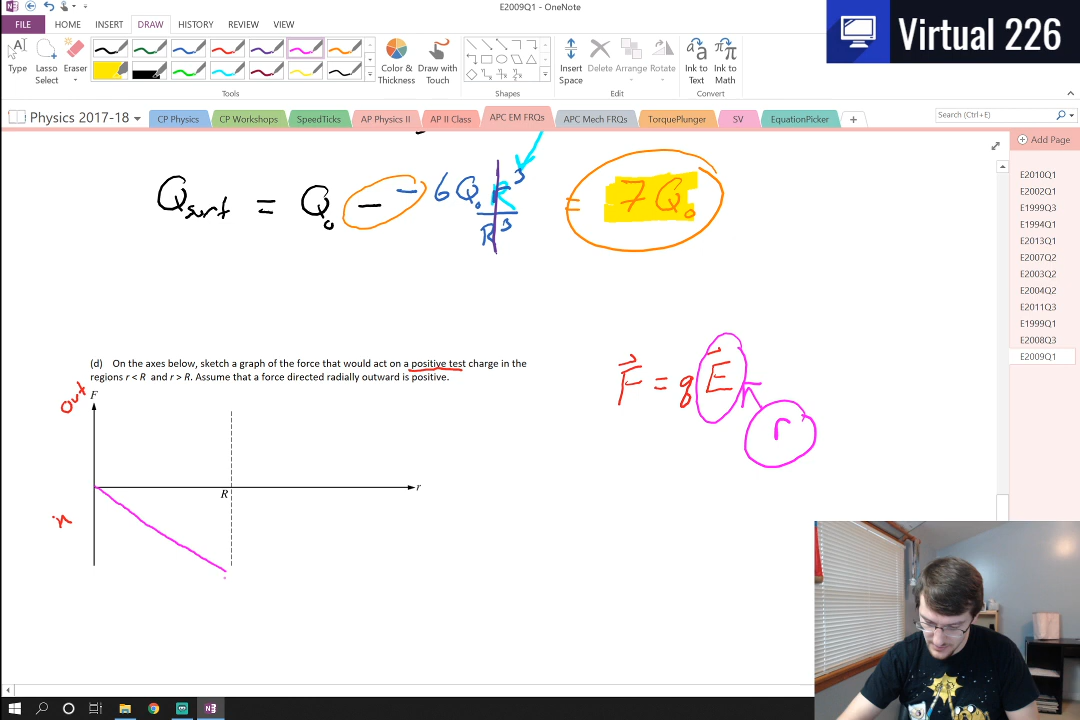 E2009Q1 - OneNote
Virtual 226
FILE HOME INSERT DRAW HISTORY REVIEW VIEW
Type Lasso Select Eraser Color & Thickness Draw with Touch Insert Space Delete Arrange Rotate Ink to Text Ink to Math
Tools Shapes Edit Convert
Physics 2017-18 CP Physics CP Workshops SpeedTicks AP Physics II AP II Class APC EM FRQs APC Mech FRQs TorquePlunger SV EquationPicker
Search (Ctrl+E)
Add Page
E2010Q1
E2002Q1
E1999Q3
E1994Q1
E2013Q1
E2007Q2
E2003Q2
E2004Q2
E2011Q3
E1999Q1
E2008Q3
E2009Q1
Qsurf = Q₀ - - 6Q₀ R³/R³ = 7Q₀
(d) On the axes below, sketch a graph of the force that would act on a positive test charge in the
regions r < R and r > R. Assume that a force directed radially outward is positive.
out F
R r
in
F = qE
r